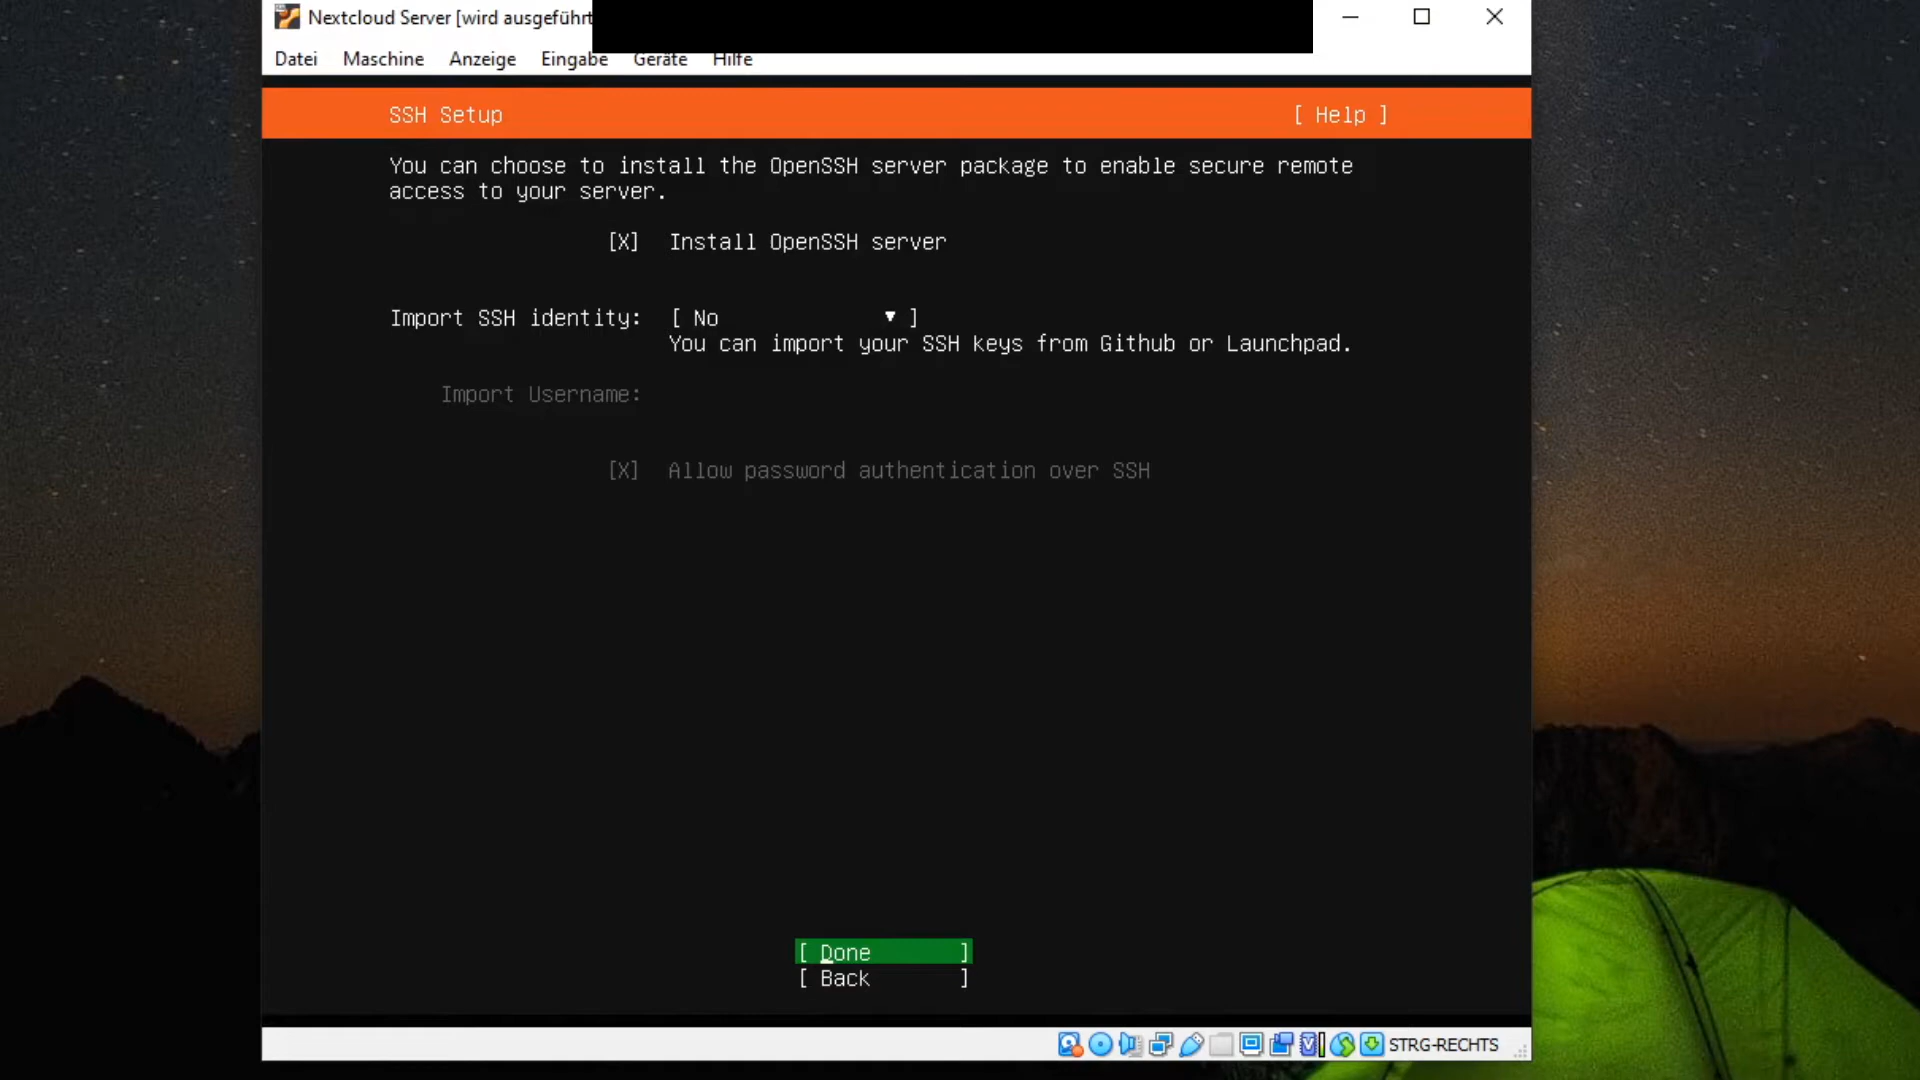 Nextcloud Server [wird ausgeführt
Datei Maschine Anzeige Eingabe Geräte Hilfe
SSH Setup [ Help ]
You can choose to install the OpenSSH server package to enable secure remote
access to your server.
[X] Install OpenSSH server
Import SSH identity: [ No ▾ ]
You can import your SSH keys from Github or Launchpad.
Import Username:
[X] Allow password authentication over SSH
[ Done ]
[ Back ]
STRG-RECHTS